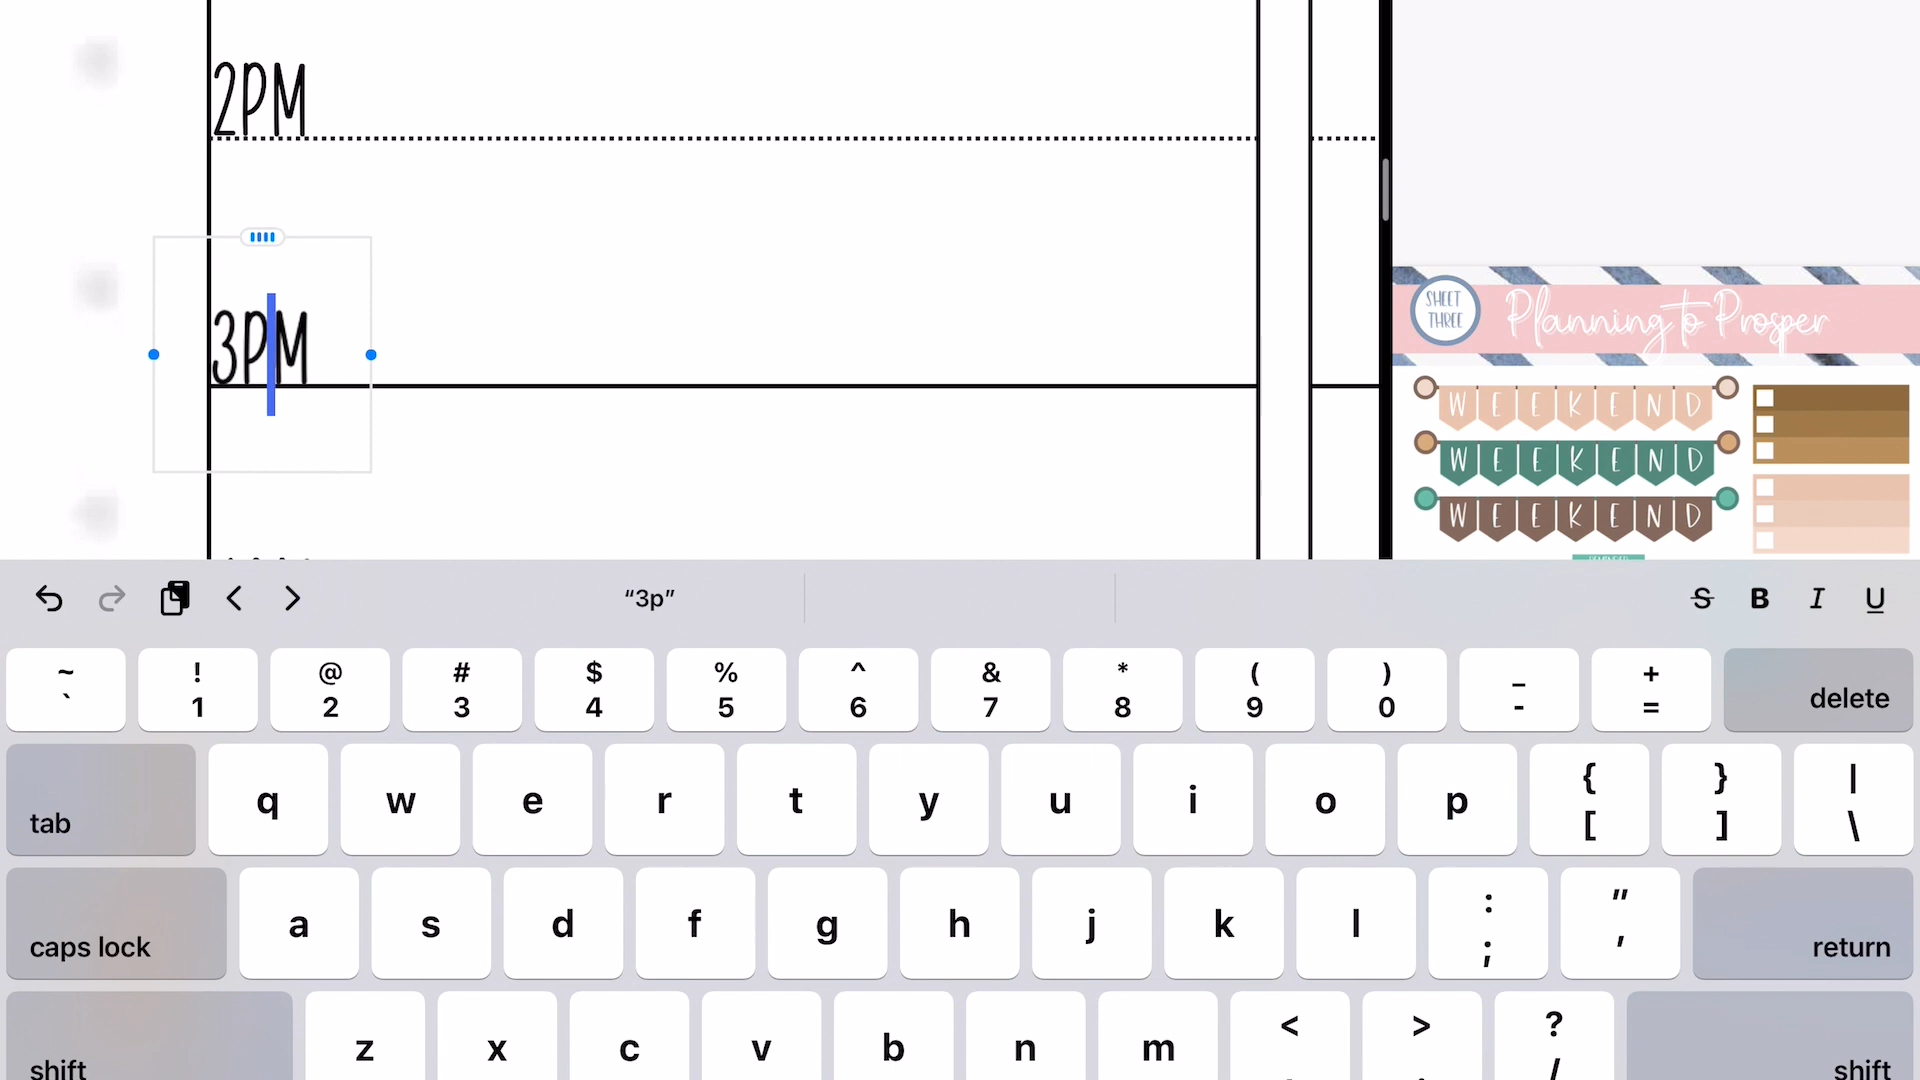 2PM
3PM
SHEET
THREE
Planning to Prosper
WEEKEND
WEEKEND
WEEKEND
“3p”
S B I U
~ ! @ # $ % ^ & * ( ) _ +
` 1 2 3 4 5 6 7 8 9 0 - = delete
tab q w e r t y u i o p { } |
[ ] \
caps lock a s d f g h j k l : "
; ' return
shift z x c v b n m < > ? shift
/